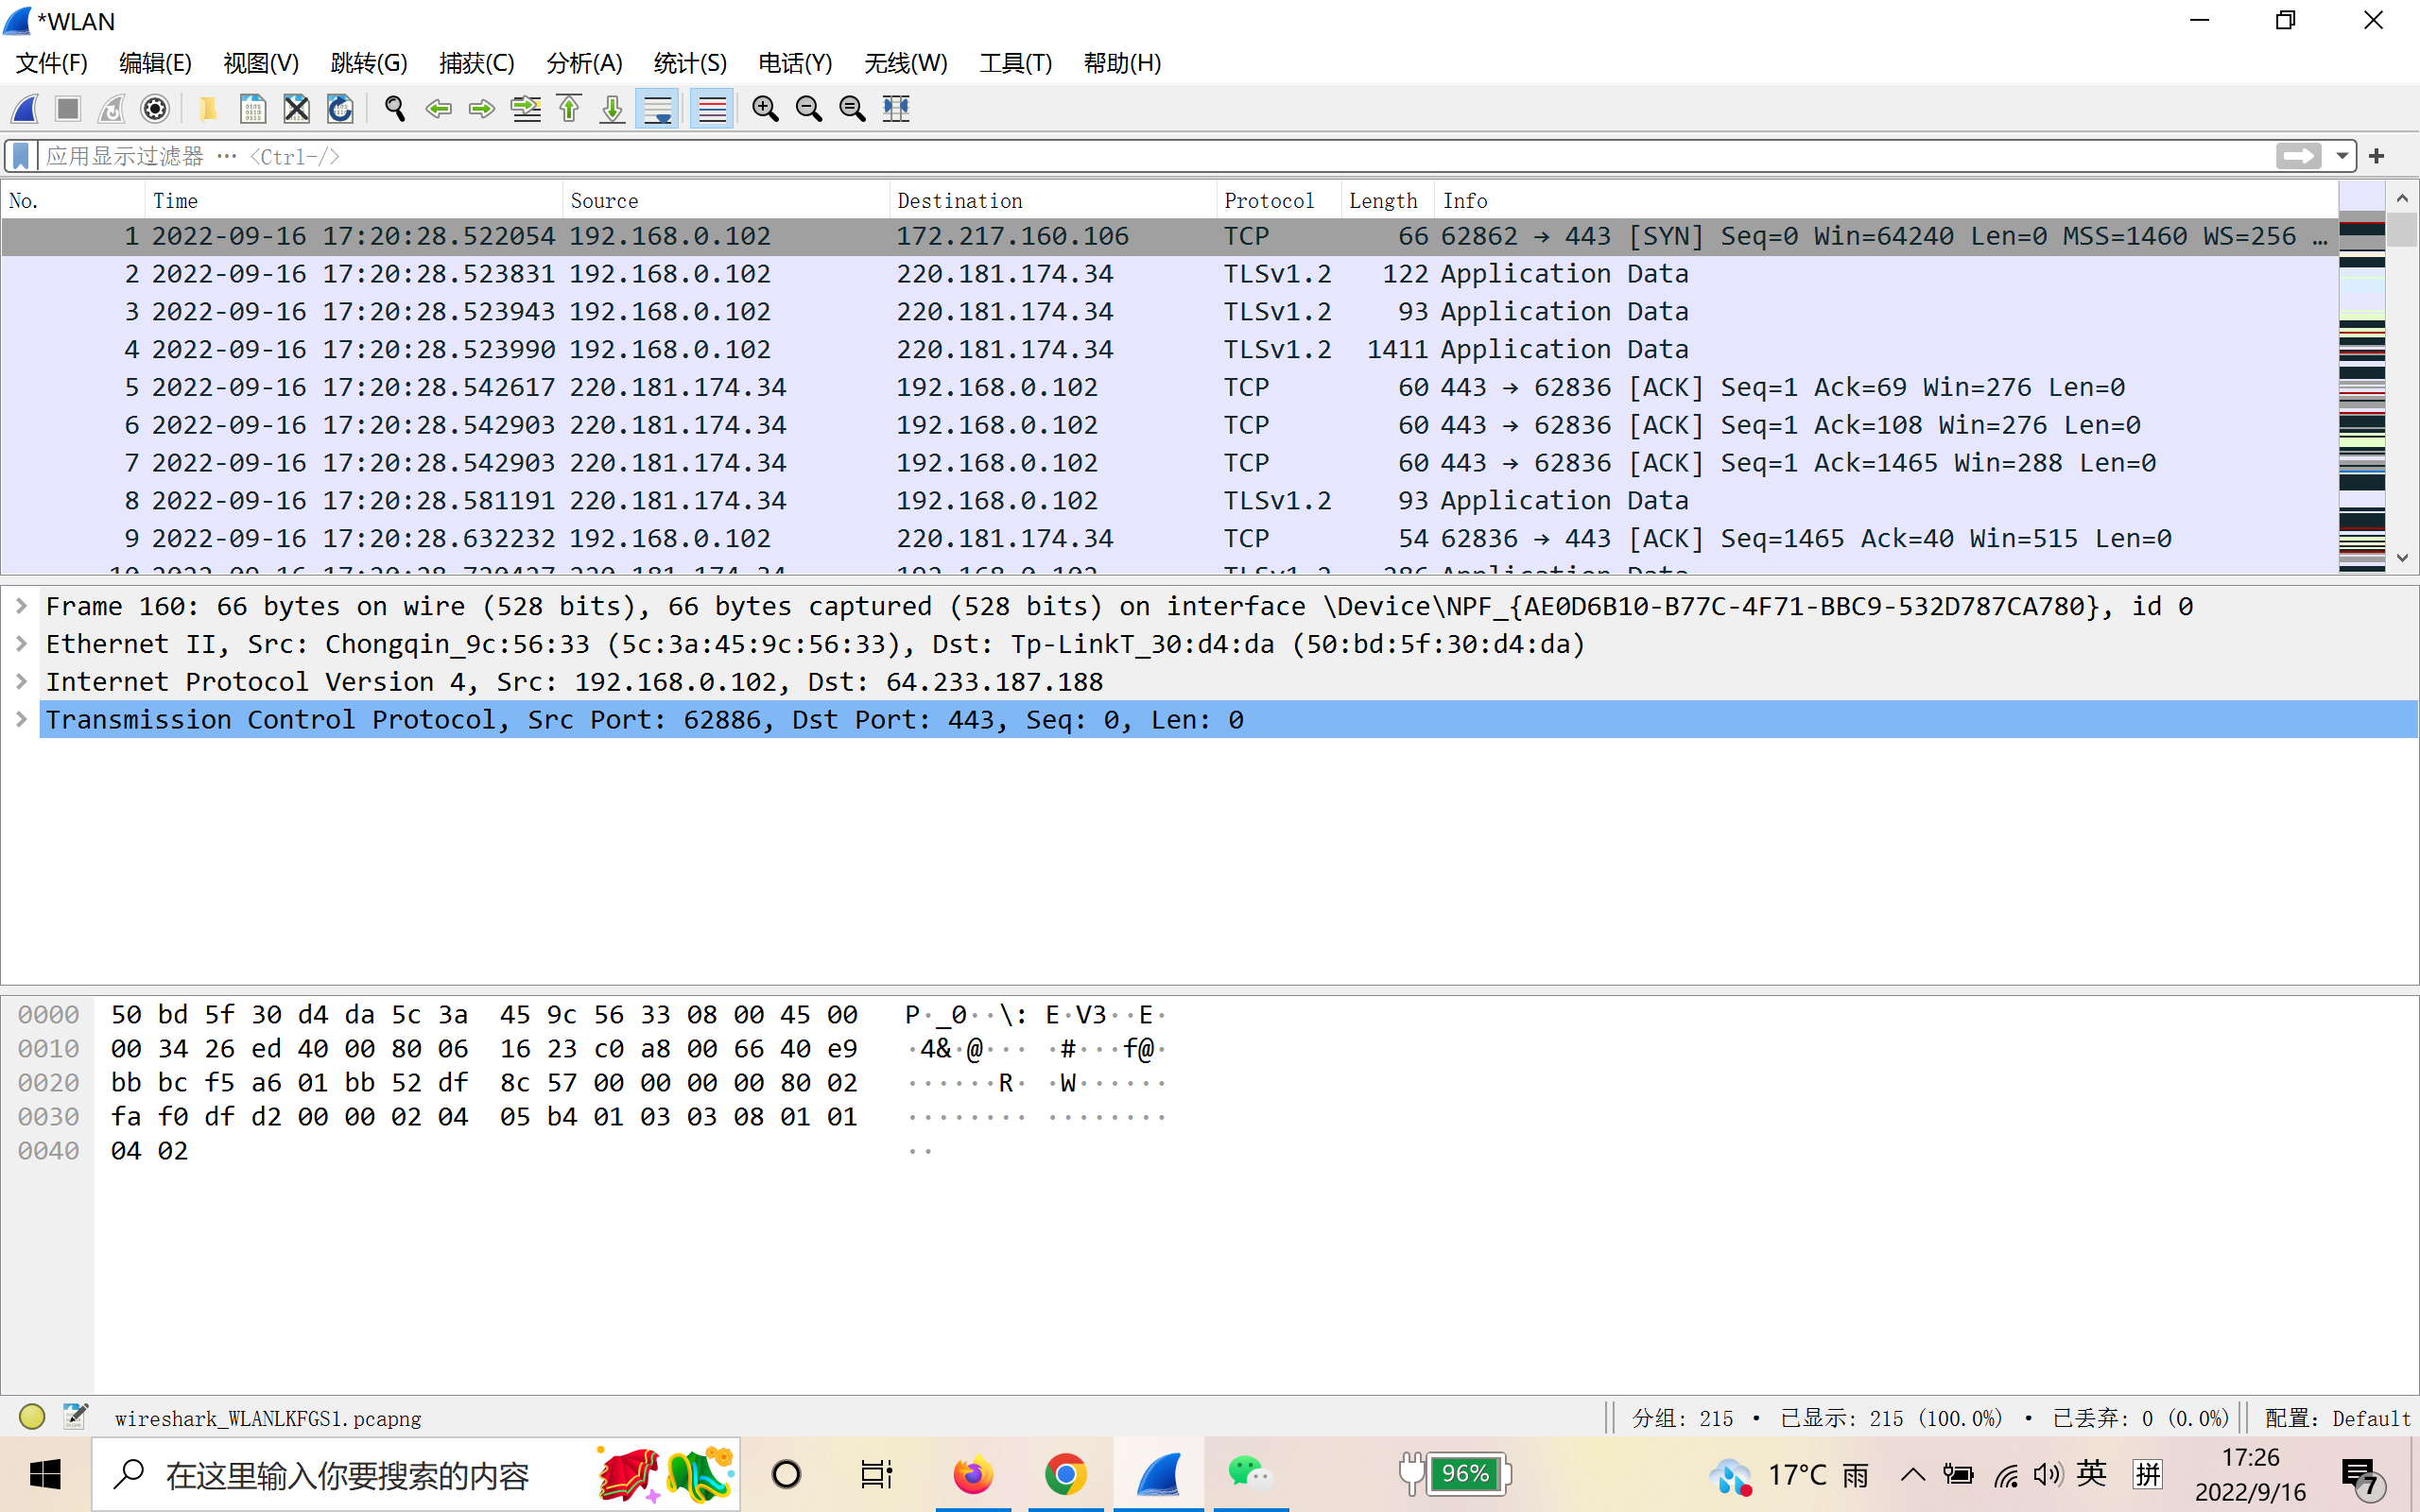 *WLAN
文件(F) 编辑(E) 视图(V) 跳转(G) 捕获(C) 分析(A) 统计(S) 电话(Y) 无线(W) 工具(T) 帮助(H)
应用显示过滤器 … <Ctrl-/>
No. Time Source Destination Protocol Length Info
1 2022-09-16 17:20:28.522054 192.168.0.102 172.217.160.106 TCP 66 62862 → 443 [SYN] Seq=0 Win=64240 Len=0 MSS=1460 WS=256 …
2 2022-09-16 17:20:28.523831 192.168.0.102 220.181.174.34 TLSv1.2 122 Application Data
3 2022-09-16 17:20:28.523943 192.168.0.102 220.181.174.34 TLSv1.2 93 Application Data
4 2022-09-16 17:20:28.523990 192.168.0.102 220.181.174.34 TLSv1.2 1411 Application Data
5 2022-09-16 17:20:28.542617 220.181.174.34 192.168.0.102 TCP 60 443 → 62836 [ACK] Seq=1 Ack=69 Win=276 Len=0
6 2022-09-16 17:20:28.542903 220.181.174.34 192.168.0.102 TCP 60 443 → 62836 [ACK] Seq=1 Ack=108 Win=276 Len=0
7 2022-09-16 17:20:28.542903 220.181.174.34 192.168.0.102 TCP 60 443 → 62836 [ACK] Seq=1 Ack=1465 Win=288 Len=0
8 2022-09-16 17:20:28.581191 220.181.174.34 192.168.0.102 TLSv1.2 93 Application Data
9 2022-09-16 17:20:28.632232 192.168.0.102 220.181.174.34 TCP 54 62836 → 443 [ACK] Seq=1465 Ack=40 Win=515 Len=0
Frame 160: 66 bytes on wire (528 bits), 66 bytes captured (528 bits) on interface \Device\NPF_{AE0D6B10-B77C-4F71-BBC9-532D787CA780}, id 0
Ethernet II, Src: Chongqin_9c:56:33 (5c:3a:45:9c:56:33), Dst: Tp-LinkT_30:d4:da (50:bd:5f:30:d4:da)
Internet Protocol Version 4, Src: 192.168.0.102, Dst: 64.233.187.188
Transmission Control Protocol, Src Port: 62886, Dst Port: 443, Seq: 0, Len: 0
0000 50 bd 5f 30 d4 da 5c 3a 45 9c 56 33 08 00 45 00 P·_0··\: E·V3··E·
0010 00 34 26 ed 40 00 80 06 16 23 c0 a8 00 66 40 e9 ·4&·@··· ·#···f@·
0020 bb bc f5 a6 01 bb 52 df 8c 57 00 00 00 00 80 02 ······R· ·W······
0030 fa f0 df d2 00 00 02 04 05 b4 01 03 03 08 01 01 ········ ········
0040 04 02 ··
wireshark_WLANLKFGS1.pcapng 分组: 215 · 已显示: 215 (100.0%) · 已丢弃: 0 (0.0%) 配置: Default
在这里输入你要搜索的内容 96% 17°C 雨 英 拼 17:26
2022/9/16 7